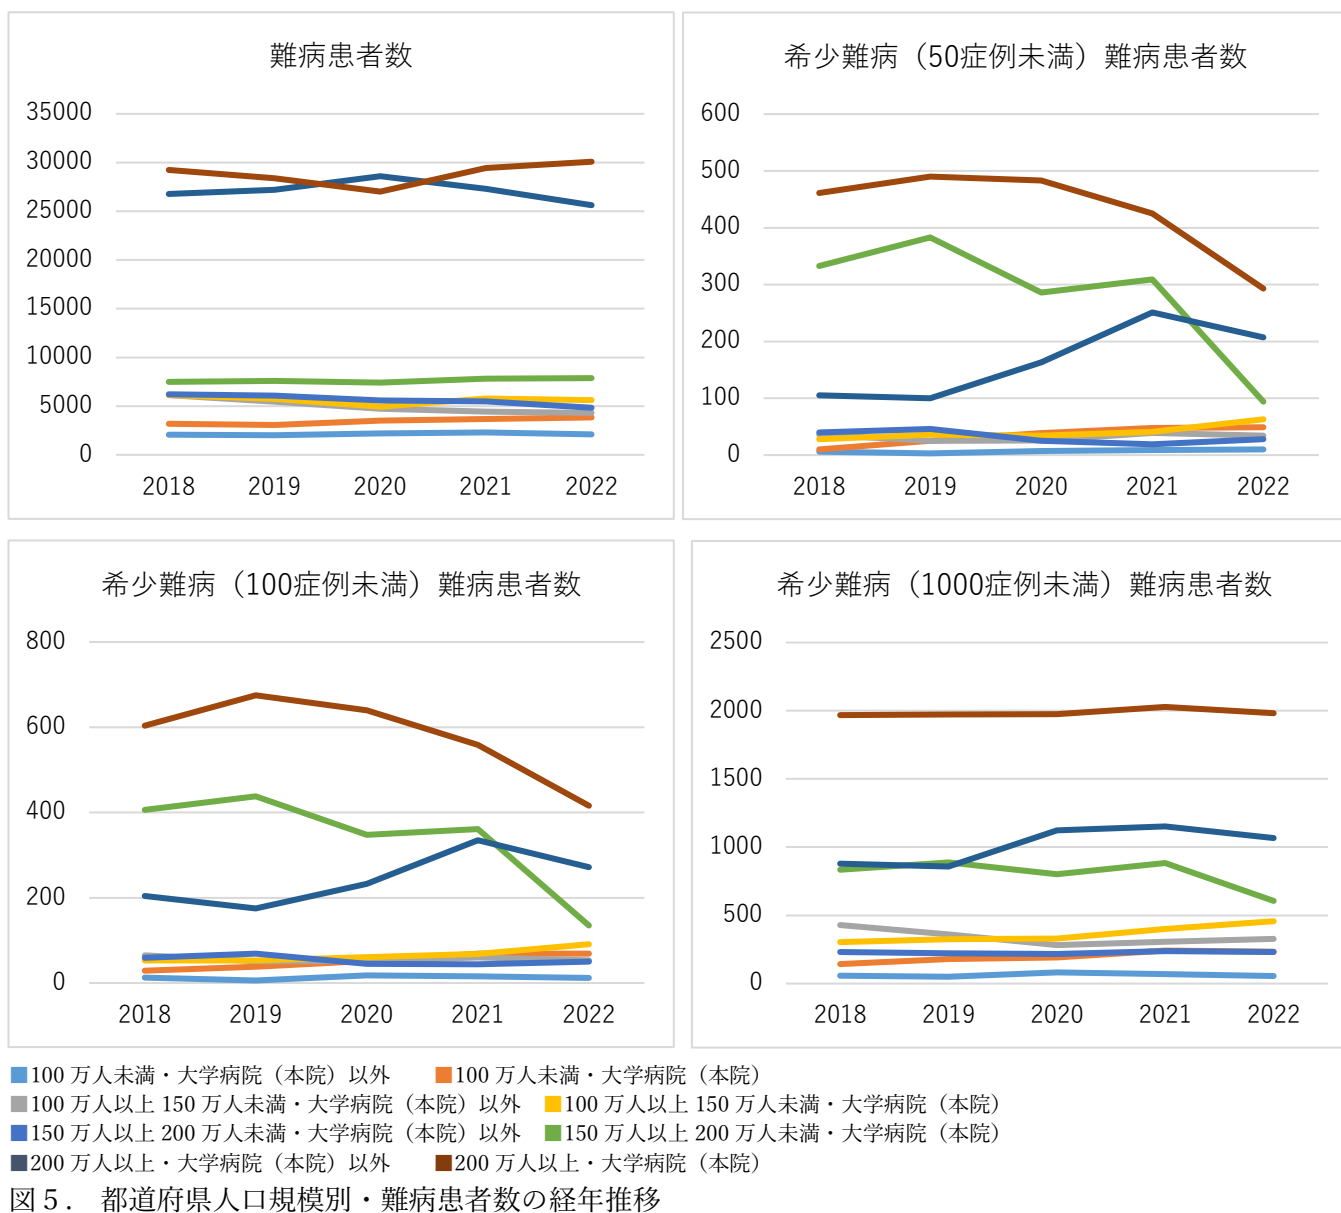 難病患者数
35000
30000
25000
20000
15000
10000
5000
0
2018 2019 2020 2021 2022
希少難病（50症例未満）難病患者数
600
500
400
300
200
100
0
2018 2019 2020 2021 2022
希少難病（100症例未満）難病患者数
800
600
400
200
0
2018 2019 2020 2021 2022
希少難病（1000症例未満）難病患者数
2500
2000
1500
1000
500
0
2018 2019 2020 2021 2022
100 万人未満・大学病院（本院）以外 100 万人未満・大学病院（本院）
100 万人以上 150 万人未満・大学病院（本院）以外 100 万人以上 150 万人未満・大学病院（本院）
150 万人以上 200 万人未満・大学病院（本院）以外 150 万人以上 200 万人未満・大学病院（本院）
200 万人以上・大学病院（本院）以外 200 万人以上・大学病院（本院）
図５． 都道府県人口規模別・難病患者数の経年推移